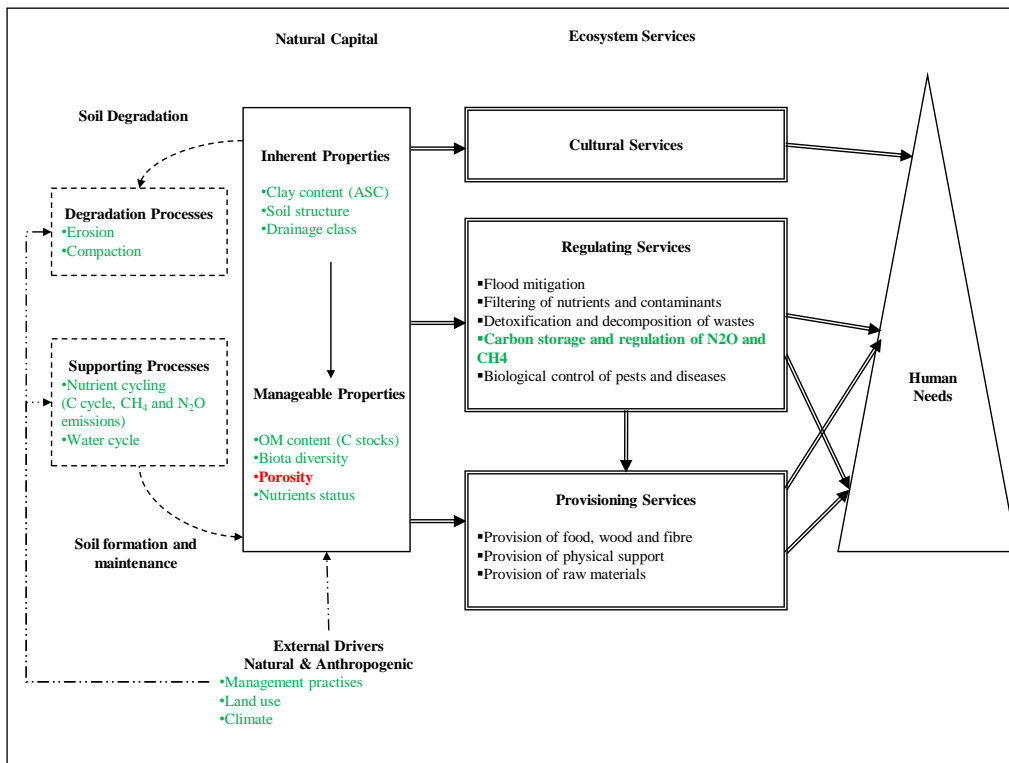 Natural Capital
Ecosystem Services
Soil Degradation
Inherent Properties
•Clay content (ASC)
•Soil structure
•Drainage class
Degradation Processes
•Erosion
•Compaction
Supporting Processes
•Nutrient cycling
(C cycle, CH₄ and N₂O
emissions)
•Water cycle
Manageable Properties
•OM content (C stocks)
•Biota diversity
•Porosity
•Nutrients status
Soil formation and
maintenance
External Drivers
Natural & Anthropogenic
•Management practises
•Land use
•Climate
Cultural Services
Regulating Services
▪Flood mitigation
▪Filtering of nutrients and contaminants
▪Detoxification and decomposition of wastes
▪Carbon storage and regulation of N2O and
CH4
▪Biological control of pests and diseases
Provisioning Services
▪Provision of food, wood and fibre
▪Provision of physical support
▪Provision of raw materials
Human
Needs